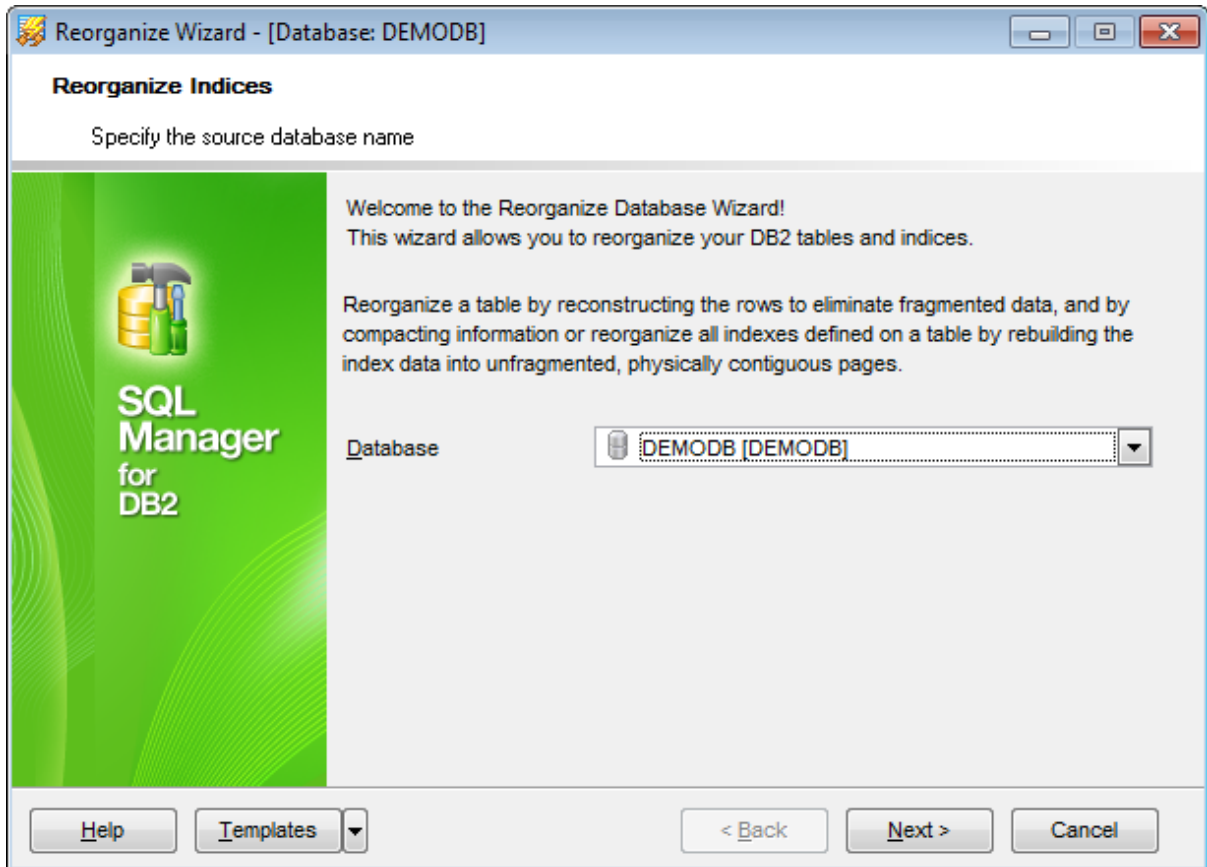 Reorganize Wizard - [Database: DEMODB]
Reorganize Indices
Specify the source database name
Welcome to the Reorganize Database Wizard!
This wizard allows you to reorganize your DB2 tables and indices.
Reorganize a table by reconstructing the rows to eliminate fragmented data, and by
compacting information or reorganize all indexes defined on a table by rebuilding the
index data into unfragmented, physically contiguous pages.
SQL
Manager
for
DB2
Database
DEMODB [DEMODB]
Help
Templates
< Back
Next >
Cancel